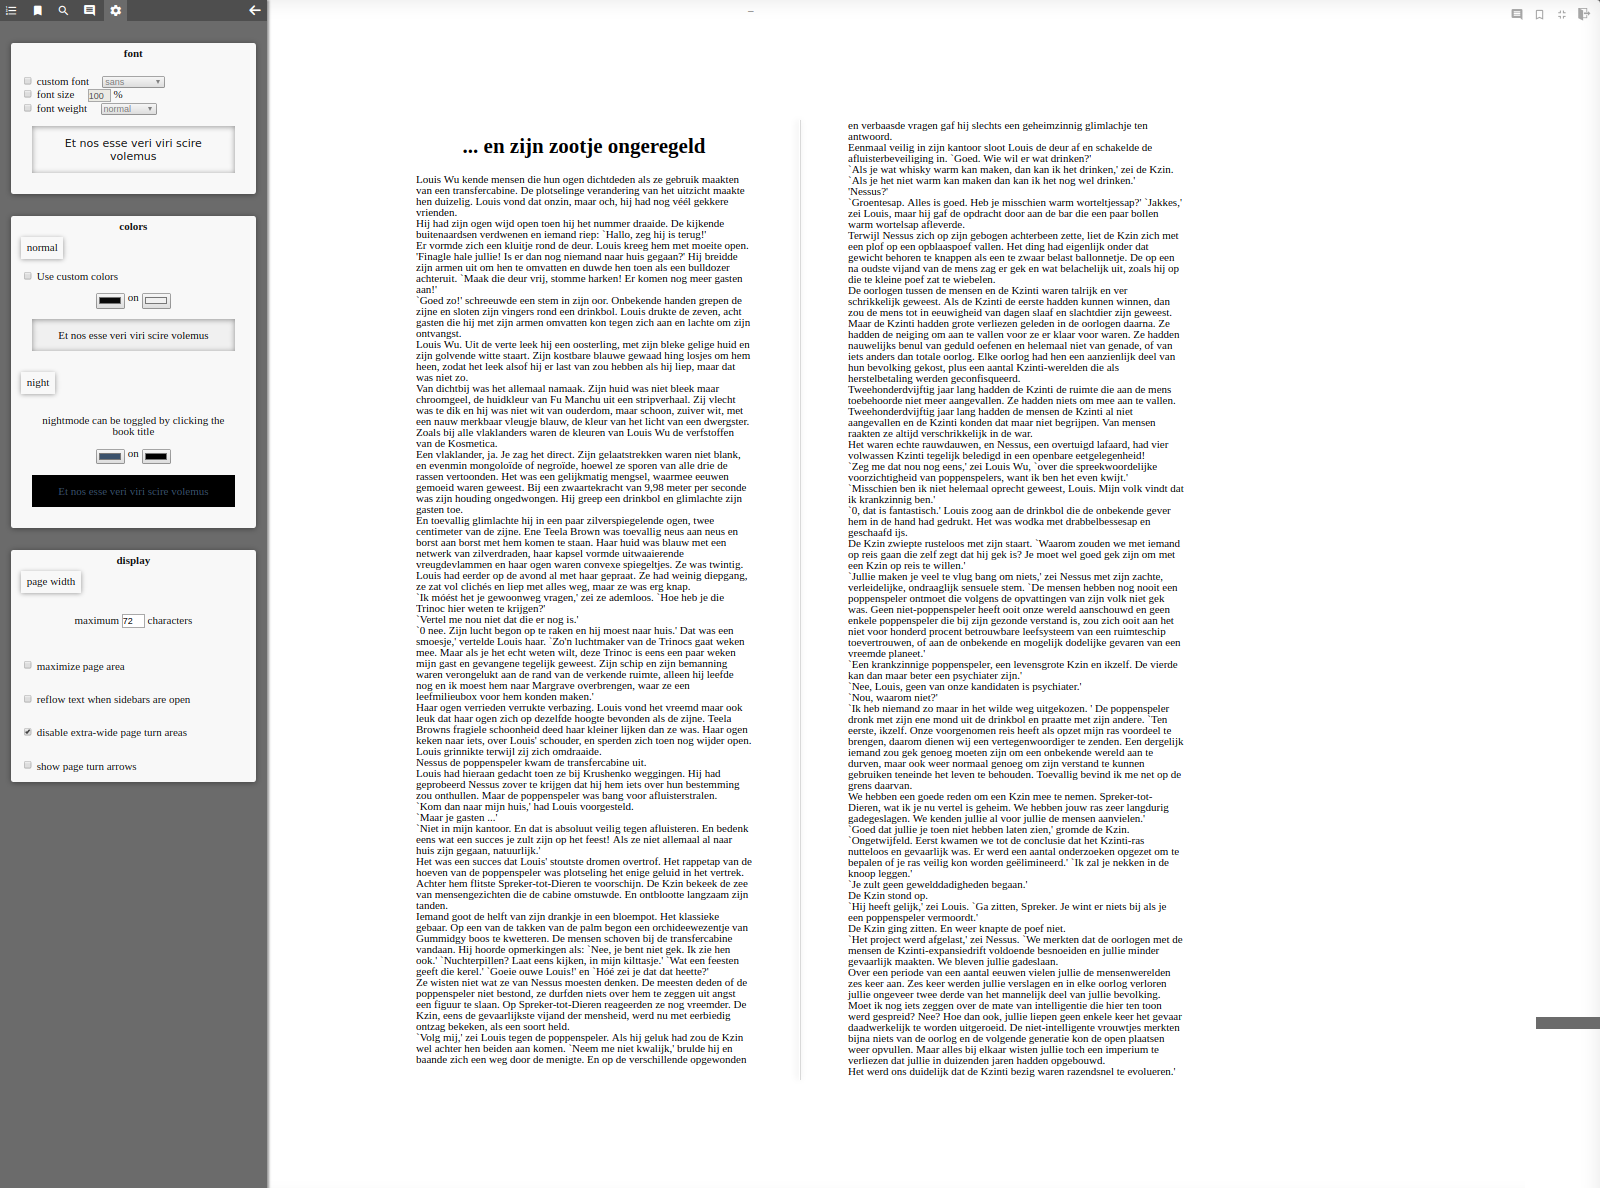 font
custom font sans
font size 100 %
font weight normal
Et nos esse veri viri scire
volemus
colors
normal
Use custom colors
on
Et nos esse veri viri scire volemus
night
nightmode can be toggled by clicking the
book title
on
Et nos esse veri viri scire volemus
display
page width
maximum 72 characters
maximize page area
reflow text when sidebars are open
disable extra-wide page turn areas
show page turn arrows
–
... en zijn zootje ongeregeld
Louis Wu kende mensen die hun ogen dichtdeden als ze gebruik maakten
van een transfercabine. De plotselinge verandering van het uitzicht maakte
hen duizelig. Louis vond dat onzin, maar och, hij had nog véél gekkere
vrienden.
Hij had zijn ogen wijd open toen hij het nummer draaide. De kijkende
buitenaardsen verdwenen en iemand riep: `Hallo, zeg hij is terug!'
Er vormde zich een kluitje rond de deur. Louis kreeg hem met moeite open.
'Finagle hale jullie! Is er dan nog niemand naar huis gegaan?' Hij breidde
zijn armen uit om hen te omvatten en duwde hen toen als een bulldozer
achteruit. `Maak die deur vrij, stomme harken! Er komen nog meer gasten
aan!'
`Goed zo!' schreeuwde een stem in zijn oor. Onbekende handen grepen de
zijne en sloten zijn vingers rond een drinkbol. Louis drukte de zeven, acht
gasten die hij met zijn armen omvatten kon tegen zich aan en lachte om zijn
ontvangst.
Louis Wu. Uit de verte leek hij een oosterling, met zijn bleke gelige huid en
zijn golvende witte staart. Zijn kostbare blauwe gewaad hing losjes om hem
heen, zodat het leek alsof hij er last van zou hebben als hij liep, maar dat
was niet zo.
Van dichtbij was het allemaal namaak. Zijn huid was niet bleek maar
chroomgeel, de huidkleur van Fu Manchu uit een stripverhaal. Zij vlecht
was te dik en hij was niet wit van ouderdom, maar schoon, zuiver wit, met
een nauw merkbaar vleugje blauw, de kleur van het licht van een dwergster.
Zoals bij alle vlaklanders waren de kleuren van Louis Wu de verfstoffen
van de Kosmetica.
Een vlaklander, ja. Je zag het direct. Zijn gelaatstrekken waren niet blank,
en evenmin mongoloïde of negroïde, hoewel ze sporen van alle drie de
rassen vertoonden. Het was een gelijkmatig mengsel, waarmee eeuwen
gemoeid waren geweest. Bij een zwaartekracht van 9,98 meter per seconde
was zijn houding ongedwongen. Hij greep een drinkbol en glimlachte zijn
gasten toe.
En toevallig glimlachte hij in een paar zilverspiegelende ogen, twee
centimeter van de zijne. Ene Teela Brown was toevallig neus aan neus en
borst aan borst met hem komen te staan. Haar huid was blauw met een
netwerk van zilverdraden, haar kapsel vormde uitwaaierende
vreugdevlammen en haar ogen waren convexe spiegeltjes. Ze was twintig.
Louis had eerder op de avond al met haar gepraat. Ze had weinig diepgang,
ze zat vol clichés en liep met alles weg, maar ze was erg knap.
`Ik móést het je gewoonweg vragen,' zei ze ademloos. `Hoe heb je die
Trinoc hier weten te krijgen?'
`Vertel me nou niet dat die er nog is.'
`0 nee. Zijn lucht begon op te raken en hij moest naar huis.' Dat was een
smoesje,' vertelde Louis haar. `Zo'n luchtmaker van de Trinocs gaat weken
mee. Maar als je het echt weten wilt, deze Trinoc is eens een paar weken
mijn gast en gevangene tegelijk geweest. Zijn schip en zijn bemanning
waren verongelukt aan de rand van de verkende ruimte, alleen hij leefde
nog en ik moest hem naar Margrave overbrengen, waar ze een
leefmilieubox voor hem konden maken.'
Haar ogen verrieden verrukte verbazing. Louis vond het vreemd maar ook
leuk dat haar ogen zich op dezelfde hoogte bevonden als de zijne. Teela
Browns fragiele schoonheid deed haar kleiner lijken dan ze was. Haar ogen
keken naar iets, over Louis' schouder, en sperden zich toen nog wijder open.
Louis grinnikte terwijl zij zich omdraaide.
Nessus de poppenspeler kwam de transfercabine uit.
Louis had hieraan gedacht toen ze bij Krushenko weggingen. Hij had
geprobeerd Nessus zover te krijgen dat hij hem iets over hun bestemming
zou onthullen. Maar de poppenspeler was bang voor afluisterstralen.
`Kom dan naar mijn huis,' had Louis voorgesteld.
`Maar je gasten ...'
`Niet in mijn kantoor. En dat is absoluut veilig tegen afluisteren. En bedenk
eens wat een succes je zult zijn op het feest! Als ze niet allemaal al naar
huis zijn gegaan, natuurlijk.'
Het was een succes dat Louis' stoutste dromen overtrof. Het rappetap van de
hoeven van de poppenspeler was plotseling het enige geluid in het vertrek.
Achter hem flitste Spreker-tot-Dieren te voorschijn. De Kzin bekeek de zee
van mensengezichten die de cabine omstuwde. En ontblootte langzaam zijn
tanden.
Iemand goot de helft van zijn drankje in een bloempot. Het klassieke
gebaar. Op een van de takken van de palm begon een orchideewezentje van
Gummidgy boos te kwetteren. De mensen schoven bij de transfercabine
vandaan. Hij hoorde opmerkingen als: `Nee, je bent niet gek. Ik zie hen
ook.' `Nuchterpillen? Laat eens kijken, in mijn kilttasje.' `Wat een feesten
geeft die kerel.' `Goeie ouwe Louis!' en `Hóé zei je dat dat heette?'
Ze wisten niet wat ze van Nessus moesten denken. De meesten deden of de
poppenspeler niet bestond, ze durfden niets over hem te zeggen uit angst
een figuur te slaan. Op Spreker-tot-Dieren reageerden ze nog vreemder. De
Kzin, eens de gevaarlijkste vijand der mensheid, werd nu met eerbiedig
ontzag bekeken, als een soort held.
`Volg mij,' zei Louis tegen de poppenspeler. Als hij geluk had zou de Kzin
wel achter hen beiden aan komen. `Neem me niet kwalijk,' brulde hij en
baande zich een weg door de menigte. En op de verschillende opgewonden
en verbaasde vragen gaf hij slechts een geheimzinnig glimlachje ten
antwoord.
Eenmaal veilig in zijn kantoor sloot Louis de deur af en schakelde de
afluisterbeveiliging in. `Goed. Wie wil er wat drinken?'
`Als je wat whisky warm kan maken, dan kan ik het drinken,' zei de Kzin.
`Als je het niet warm kan maken dan kan ik het nog wel drinken.'
'Nessus?'
`Groentesap. Alles is goed. Heb je misschien warm worteltjessap?' `Jakkes,'
zei Louis, maar hij gaf de opdracht door aan de bar die een paar bollen
warm wortelsap afleverde.
Terwijl Nessus zich op zijn gebogen achterbeen zette, liet de Kzin zich met
een plof op een opblaaspoef vallen. Het ding had eigenlijk onder dat
gewicht behoren te knappen als een te zwaar belast ballonnetje. De op een
na oudste vijand van de mens zag er gek en wat belachelijk uit, zoals hij op
die te kleine poef zat te wiebelen.
De oorlogen tussen de mensen en de Kzinti waren talrijk en ver
schrikkelijk geweest. Als de Kzinti de eerste hadden kunnen winnen, dan
zou de mens tot in eeuwigheid van dagen slaaf en slachtdier zijn geweest.
Maar de Kzinti hadden grote verliezen geleden in de oorlogen daarna. Ze
hadden de neiging om aan te vallen voor ze er klaar voor waren. Ze hadden
nauwelijks benul van geduld oefenen en helemaal niet van genade, of van
iets anders dan totale oorlog. Elke oorlog had hen een aanzienlijk deel van
hun bevolking gekost, plus een aantal Kzinti-werelden die als
herstelbetaling werden geconfisqueerd.
Tweehonderdvijftig jaar lang hadden de Kzinti de ruimte die aan de mens
toebehoorde niet meer aangevallen. Ze hadden niets om mee aan te vallen.
Tweehonderdvijftig jaar lang hadden de mensen de Kzinti al niet
aangevallen en de Kzinti konden dat maar niet begrijpen. Van mensen
raakten ze altijd verschrikkelijk in de war.
Het waren echte rauwdauwen, en Nessus, een overtuigd lafaard, had vier
volwassen Kzinti tegelijk beledigd in een openbare eetgelegenheid!
`Zeg me dat nou nog eens,' zei Louis Wu, `over die spreekwoordelijke
voorzichtigheid van poppenspelers, want ik ben het even kwijt.'
`Misschien ben ik niet helemaal oprecht geweest, Louis. Mijn volk vindt dat
ik krankzinnig ben.'
`0, dat is fantastisch.' Louis zoog aan de drinkbol die de onbekende gever
hem in de hand had gedrukt. Het was wodka met drabbelbessesap en
geschaafd ijs.
De Kzin zwiepte rusteloos met zijn staart. `Waarom zouden we met iemand
op reis gaan die zelf zegt dat hij gek is? Je moet wel goed gek zijn om met
een Kzin op reis te willen.'
`Jullie maken je veel te vlug bang om niets,' zei Nessus met zijn zachte,
verleidelijke, ondraaglijk sensuele stem. `De mensen hebben nog nooit een
poppenspeler ontmoet die volgens de opvattingen van zijn volk niet gek
was. Geen niet-poppenspeler heeft ooit onze wereld aanschouwd en geen
enkele poppenspeler die bij zijn gezonde verstand is, zou zich ooit aan het
niet voor honderd procent betrouwbare leefsysteem van een ruimteschip
toevertrouwen, of aan de onbekende en mogelijk dodelijke gevaren van een
vreemde planeet.'
`Een krankzinnige poppenspeler, een levensgrote Kzin en ikzelf. De vierde
kan dan maar beter een psychiater zijn.'
`Nee, Louis, geen van onze kandidaten is psychiater.'
`Nou, waarom niet?'
`Ik heb niemand zo maar in het wilde weg uitgekozen. ' De poppenspeler
dronk met zijn ene mond uit de drinkbol en praatte met zijn andere. `Ten
eerste, ikzelf. Onze voorgenomen reis heeft als opzet mijn ras voordeel te
brengen, daarom dienen wij een vertegenwoordiger te zenden. Een dergelijk
iemand zou gek genoeg moeten zijn om een onbekende wereld aan te
durven, maar ook weer normaal genoeg om zijn verstand te kunnen
gebruiken teneinde het leven te behouden. Toevallig bevind ik me net op de
grens daarvan.
We hebben een goede reden om een Kzin mee te nemen. Spreker-tot-
Dieren, wat ik je nu vertel is geheim. We hebben jouw ras zeer langdurig
gadegeslagen. We kenden jullie al voor jullie de mensen aanvielen.'
`Goed dat jullie je toen niet hebben laten zien,' gromde de Kzin.
`Ongetwijfeld. Eerst kwamen we tot de conclusie dat het Kzinti-ras
nutteloos en gevaarlijk was. Er werd een aantal onderzoeken opgezet om te
bepalen of je ras veilig kon worden geëlimineerd.' `Ik zal je nekken in de
knoop leggen.'
`Je zult geen gewelddadigheden begaan.'
De Kzin stond op.
`Hij heeft gelijk,' zei Louis. `Ga zitten, Spreker. Je wint er niets bij als je
een poppenspeler vermoordt.'
De Kzin ging zitten. En weer knapte de poef niet.
`Het project werd afgelast,' zei Nessus. `We merkten dat de oorlogen met de
mensen de Kzinti-expansiedrift voldoende besnoeiden en jullie minder
gevaarlijk maakten. We bleven jullie gadeslaan.
Over een periode van een aantal eeuwen vielen jullie de mensenwerelden
zes keer aan. Zes keer werden jullie verslagen en in elke oorlog verloren
jullie ongeveer twee derde van het mannelijk deel van jullie bevolking.
Moet ik nog iets zeggen over de mate van intelligentie die hier ten toon
werd gespreid? Nee? Hoe dan ook, jullie liepen geen enkele keer het gevaar
daadwerkelijk te worden uitgeroeid. De niet-intelligente vrouwtjes merkten
bijna niets van de oorlog en de volgende generatie kon de open plaatsen
weer opvullen. Maar alles bij elkaar wisten jullie toch een imperium te
verliezen dat jullie in duizenden jaren hadden opgebouwd.
Het werd ons duidelijk dat de Kzinti bezig waren razendsnel te evolueren.'